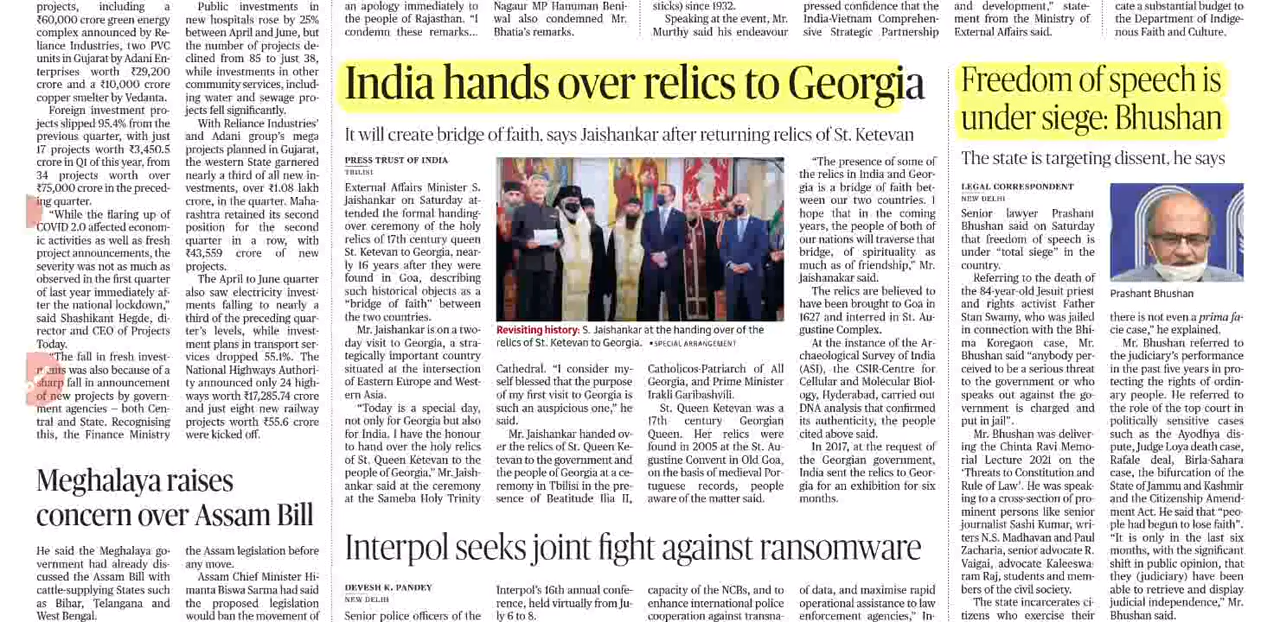 projects, including a
₹60,000 crore green energy
complex announced by Re-
liance Industries, two PVC
units in Gujarat by Adani En-
terprises worth ₹29,200
crore and a ₹10,000 crore
copper smelter by Vedanta.
Foreign investment pro-
jects slipped 95.4% from the
previous quarter, with just
17 projects worth ₹3,450.5
crore in Q1 of this year, from
34 projects worth over
₹75,000 crore in the preced-
ing quarter.
“While the flaring up of
COVID 2.0 affected econom-
ic activities as well as fresh
project announcements, the
severity was not as much as
observed in the first quarter
of last year immediately af-
ter the national lockdown,”
said Shashikant Hegde, di-
rector and CEO of Projects
Today.
“The fall in fresh invest-
ments was also because of a
sharp fall in announcement
of new projects by govern-
ment agencies – both Cen-
tral and State. Recognising
this, the Finance Ministry
Public investments in
new hospitals rose by 25%
between April and June, but
the number of projects de-
clined from 85 to just 38,
while investments in other
community services, includ-
ing water and sewage pro-
jects fell significantly.
With Reliance Industries’
and Adani group’s mega
projects planned in Gujarat,
the western State garnered
nearly a third of all new in-
vestments, over ₹1.08 lakh
crore, in the quarter. Maha-
rashtra retained its second
position for the second
quarter in a row, with
₹43,559 crore of new
projects.
The April to June quarter
also saw electricity invest-
ments falling to nearly a
third of the preceding quar-
ter’s levels, while invest-
ment plans in transport ser-
vices dropped 55.1%. The
National Highways Authori-
ty announced only 24 high-
ways worth ₹17,285.74 crore
and just eight new railway
projects worth ₹55.6 crore
were kicked off.
an apology immediately to
the people of Rajasthan. “I
condemn these remarks...
Nagaur MP Hanuman Beni-
wal also condemned Mr.
Bhatia’s remarks.
sticks) since 1932.
Speaking at the event, Mr.
Murthy said his endeavour
pressed confidence that the
India-Vietnam Comprehen-
sive Strategic Partnership
and development,” state-
ment from the Ministry of
External Affairs said.
cate a substantial budget to
the Department of Indige-
nous Faith and Culture.
India hands over relics to Georgia
It will create bridge of faith, says Jaishankar after returning relics of St. Ketevan
PRESS TRUST OF INDIA
TBILISI
External Affairs Minister S.
Jaishankar on Saturday at-
tended the formal handing-
over ceremony of the holy
relics of 17th century queen
St. Ketevan to Georgia, near-
ly 16 years after they were
found in Goa, describing
such historical objects as a
“bridge of faith” between
the two countries.
Mr. Jaishankar is on a two-
day visit to Georgia, a stra-
tegically important country
situated at the intersection
of Eastern Europe and West-
ern Asia.
“Today is a special day,
not only for Georgia but also
for India. I have the honour
to hand over the holy relics
of St. Queen Ketevan to the
people of Georgia,” Mr. Jaish-
ankar said at the ceremony
at the Sameba Holy Trinity
Revisiting history: S. Jaishankar at the handing over of the
relics of St. Ketevan to Georgia. •SPECIAL ARRANGEMENT
Cathedral. “I consider my-
self blessed that the purpose
of my first visit to Georgia is
such an auspicious one,” he
said.
Mr. Jaishankar handed ov-
er the relics of St. Queen Ke-
tevan to the government and
the people of Georgia at a ce-
remony in Tbilisi in the pre-
sence of Beatitude Ilia II,
Catholicos-Patriarch of All
Georgia, and Prime Minister
Irakli Garibashvili.
St. Queen Ketevan was a
17th century Georgian
Queen. Her relics were
found in 2005 at the St. Au-
gustine Convent in Old Goa,
on the basis of medieval Por-
tuguese records, people
aware of the matter said.
“The presence of some of
the relics in India and Geor-
gia is a bridge of faith bet-
ween our two countries. I
hope that in the coming
years, the people of both of
our nations will traverse that
bridge, of spirituality as
much as of friendship,” Mr.
Jaishanakar said.
The relics are believed to
have been brought to Goa in
1627 and interred in St. Au-
gustine Complex.
At the instance of the Ar-
chaeological Survey of India
(ASI), the CSIR-Centre for
Cellular and Molecular Biol-
ogy, Hyderabad, carried out
DNA analysis that confirmed
its authenticity, the people
cited above said.
In 2017, at the request of
the Georgian government,
India sent the relics to Geor-
gia for an exhibition for six
months.
Freedom of speech is
under siege: Bhushan
The state is targeting dissent, he says
LEGAL CORRESPONDENT
NEW DELHI
Senior lawyer Prashant
Bhushan said on Saturday
that freedom of speech is
under “total siege” in the
country.
Referring to the death of
the 84-year-old Jesuit priest
and rights activist Father
Stan Swamy, who was jailed
in connection with the Bhi-
ma Koregaon case, Mr.
Bhushan said “anybody per-
ceived to be a serious threat
to the government or who
speaks out against the go-
vernment is charged and
put in jail”.
Mr. Bhushan was deliver-
ing the Chinta Ravi Memo-
rial Lecture 2021 on the
‘Threats to Constitution and
Rule of Law’. He was speak-
ing to a cross-section of pro-
minent persons like senior
journalist Sashi Kumar, wri-
ters N.S. Madhavan and Paul
Zacharia, senior advocate R.
Vaigai, advocate Kaleeswa-
ram Raj, students and mem-
bers of the civil society.
The state incarcerates ci-
tizens who exercise their
Prashant Bhushan
there is not even a prima fa-
cie case,” he explained.
Mr. Bhushan referred to
the judiciary’s performance
in the past five years in pro-
tecting the rights of ordin-
ary people. He referred to
the role of the top court in
politically sensitive cases
such as the Ayodhya dis-
pute, Judge Loya death case,
Rafale deal, Birla-Sahara
case, the bifurcation of the
State of Jammu and Kashmir
and the Citizenship Amend-
ment Act. He said that “peo-
ple had begun to lose faith”.
“It is only in the last six
months, with the significant
shift in public opinion, that
they (judiciary) have been
able to retrieve and display
judicial independence,” Mr.
Bhushan said.
Meghalaya raises
concern over Assam Bill
He said the Meghalaya go-
vernment had already dis-
cussed the Assam Bill with
cattle-supplying States such
as Bihar, Telangana and
West Bengal.
the Assam legislation before
any move.
Assam Chief Minister Hi-
manta Biswa Sarma had said
the proposed legislation
would ban the movement of
Interpol seeks joint fight against ransomware
DEVESH K. PANDEY
NEW DELHI
Senior police officers of the
Interpol’s 16th annual confe-
rence, held virtually from Ju-
ly 6 to 8.
capacity of the NCBs, and to
enhance international police
cooperation against transna-
of data, and maximise rapid
operational assistance to law
enforcement agencies,” In-